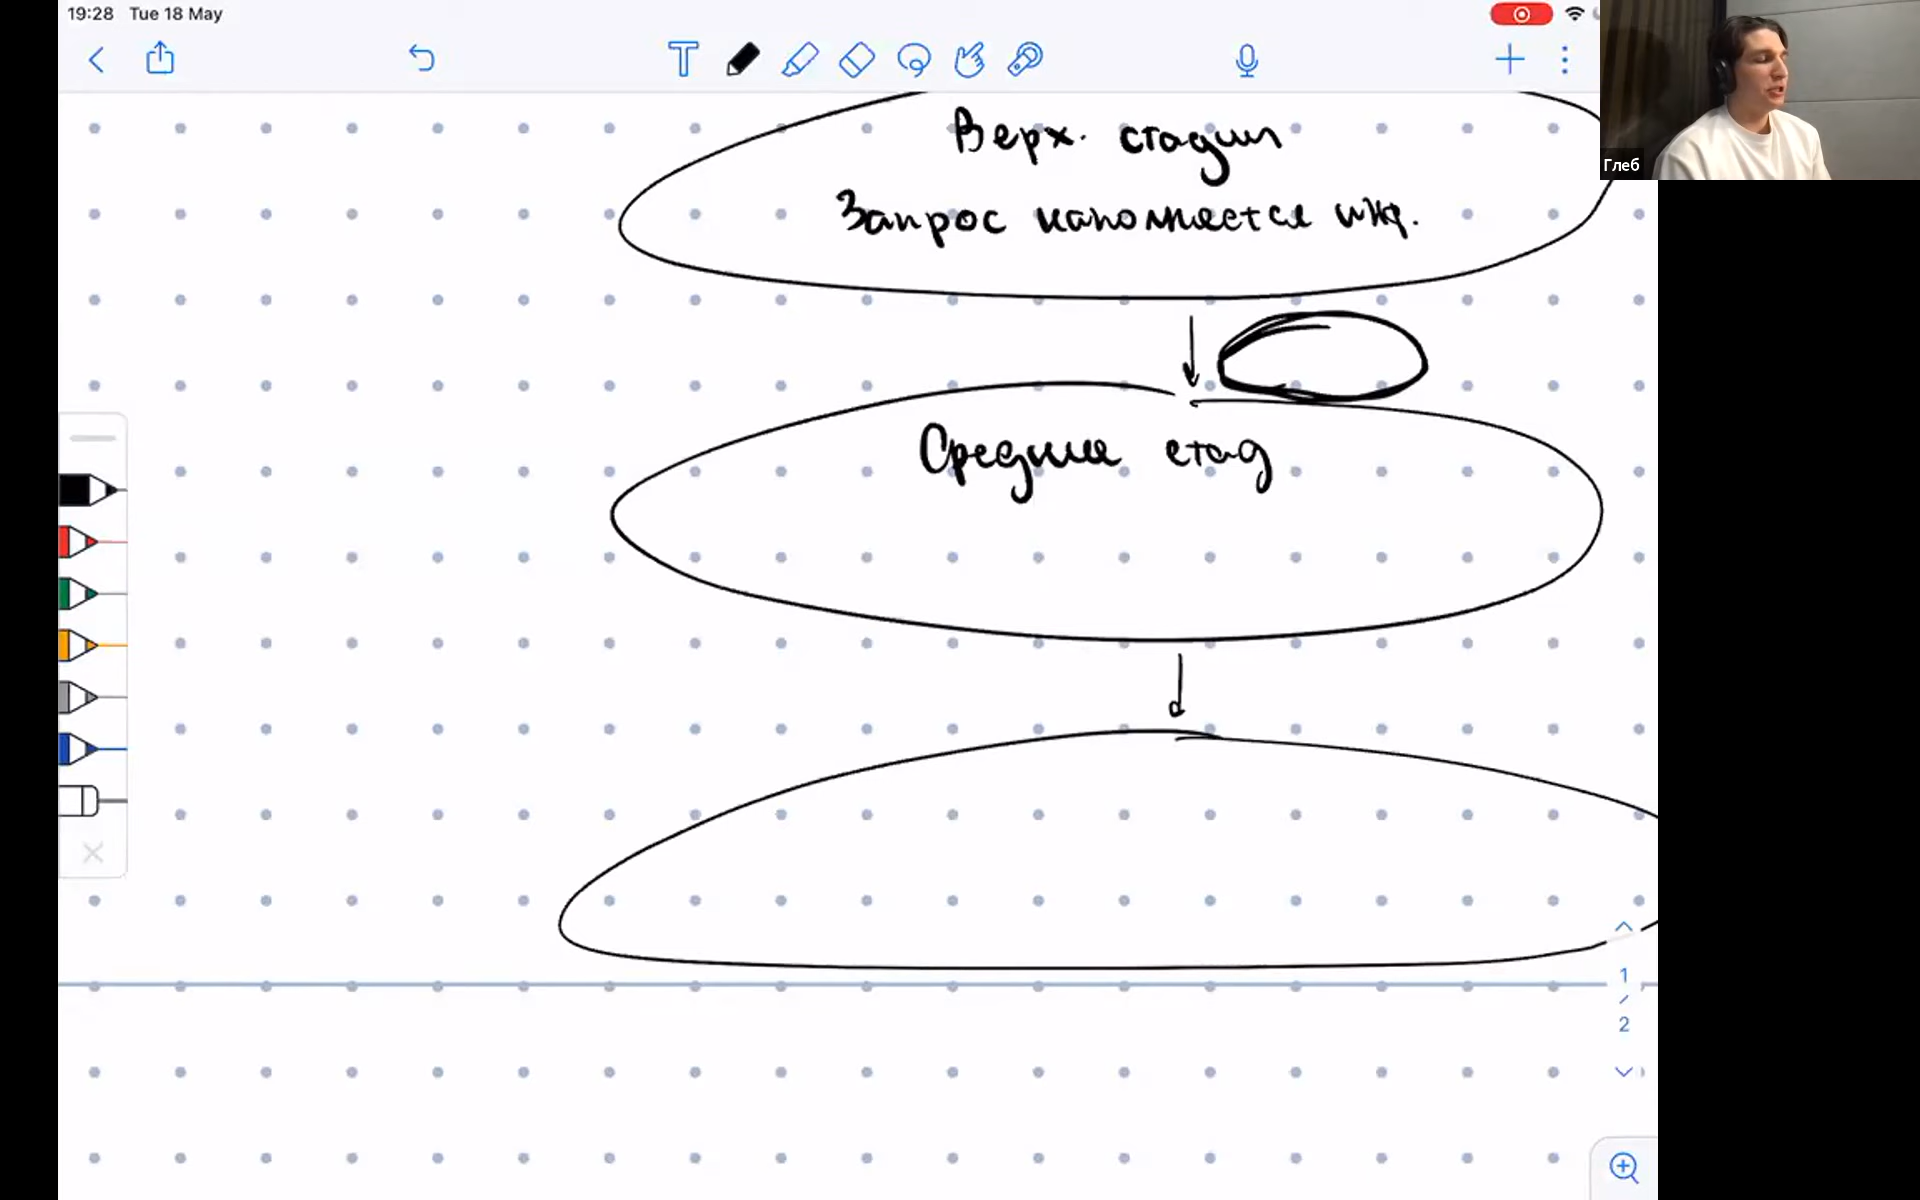 19:28 Tue 18 May
Глеб
Верх. стадии
Запрос наполняется инф.
Средние стад
1
/
2